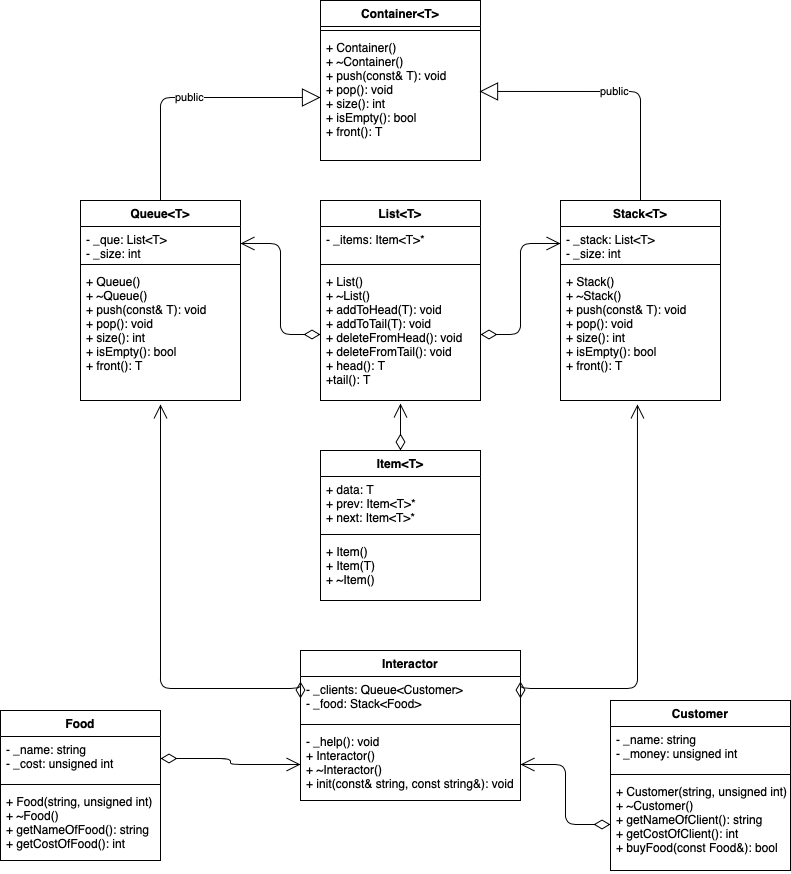 Container<T>
+ Container()
+ ~Container()
+ push(const& T): void
+ pop(): void
+ size(): int
+ isEmpty(): bool
+ front(): T
public
public
Queue<T>
- _que: List<T>
- _size: int
+ Queue()
+ ~Queue()
+ push(const& T): void
+ pop(): void
+ size(): int
+ isEmpty(): bool
+ front(): T
List<T>
- _items: Item<T>*
+ List()
+ ~List()
+ addToHead(T): void
+ addToTail(T): void
+ deleteFromHead(): void
+ deleteFromTail(): void
+ head(): T
+tail(): T
Stack<T>
- _stack: List<T>
- _size: int
+ Stack()
+ ~Stack()
+ push(const& T): void
+ pop(): void
+ size(): int
+ isEmpty(): bool
+ front(): T
Item<T>
+ data: T
+ prev: Item<T>*
+ next: Item<T>*
+ Item()
+ Item(T)
+ ~Item()
Interactor
- _clients: Queue<Customer>
- _food: Stack<Food>
- _help(): void
+ Interactor()
+ ~Interactor()
+ init(const& string, const string&): void
Food
- _name: string
- _cost: unsigned int
+ Food(string, unsigned int)
+ ~Food()
+ getNameOfFood(): string
+ getCostOfFood(): int
Customer
- _name: string
- _money: unsigned int
+ Customer(string, unsigned int)
+ ~Customer()
+ getNameOfClient(): string
+ getCostOfClient(): int
+ buyFood(const Food&): bool